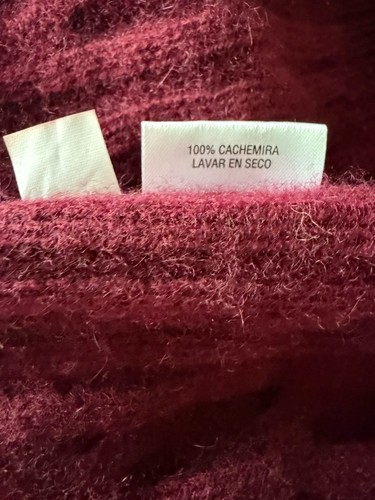 100% CACHEMIRA
LAVAR EN SECO